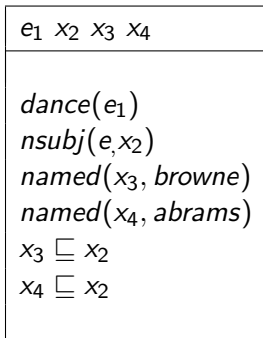 e₁ x₂ x₃ x₄
dance(e₁)
nsubj(e,x₂)
named(x₃, browne)
named(x₄, abrams)
x₃ ⊑ x₂
x₄ ⊑ x₂